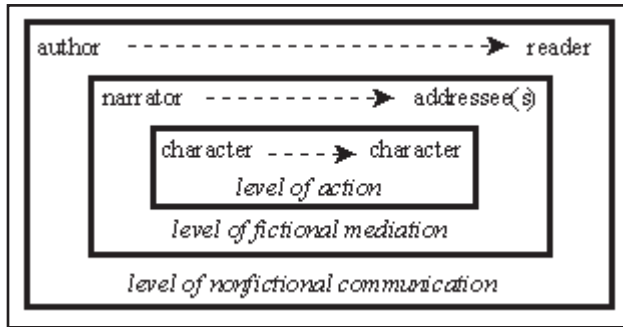 author reader
narrator addressee(s)
character character
level of action
level of fictional mediation
level of nonfictional communication